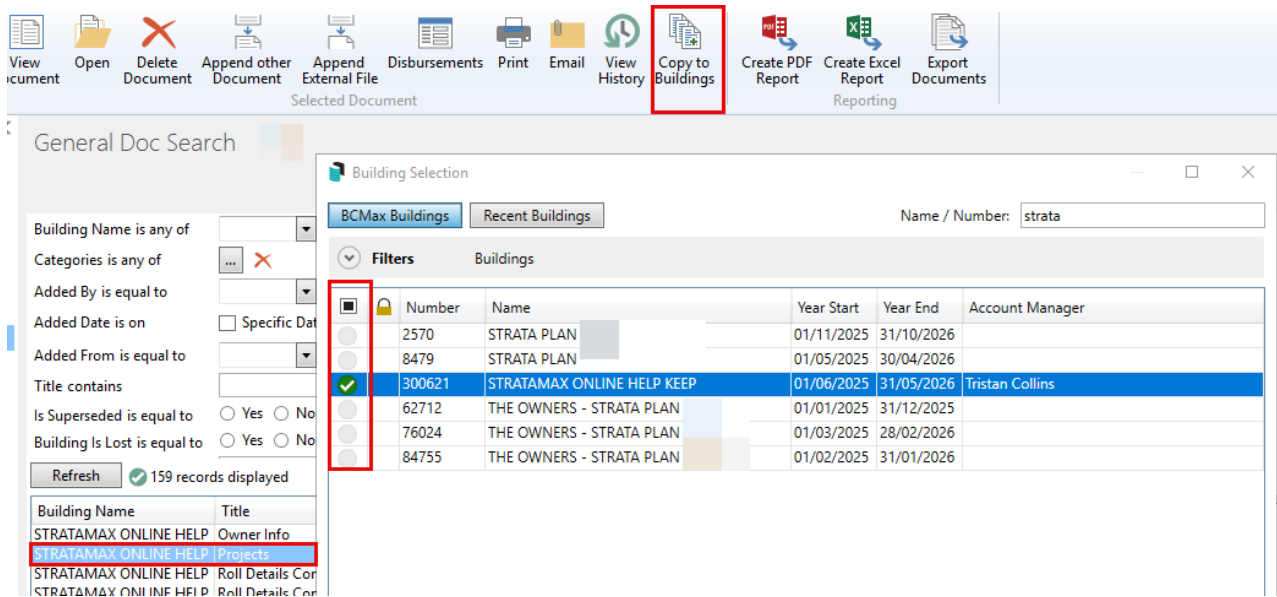 View Document
Open
Delete Document
Append other Document
Append External File
Disbursements
Print
Email
View History
Copy to Buildings
Create PDF Report
Create Excel Report
Export Documents
Selected Document
Reporting
General Doc Search
Building Selection
BCMax Buildings
Recent Buildings
Name / Number: strata
Filters
Buildings
Building Name is any of
Categories is any of ...
Added By is equal to
Added Date is on Specific Dat
Added From is equal to
Title contains
Is Superseded is equal to Yes No
Building Is Lost is equal to Yes No
Refresh 159 records displayed
Building Name Title
STRATAMAX ONLINE HELP Owner Info
STRATAMAX ONLINE HELP Projects
STRATAMAX ONLINE HELP Roll Details Cor
STRATAMAX ONLINE HELP Roll Details Cor
Number Name Year Start Year End Account Manager
2570 STRATA PLAN 01/11/2025 31/10/2026
8479 STRATA PLAN 01/05/2025 30/04/2026
300621 STRATAMAX ONLINE HELP KEEP 01/06/2025 31/05/2026 Tristan Collins
62712 THE OWNERS - STRATA PLAN 01/01/2025 31/12/2025
76024 THE OWNERS - STRATA PLAN 01/03/2025 28/02/2026
84755 THE OWNERS - STRATA PLAN 01/02/2025 31/01/2026